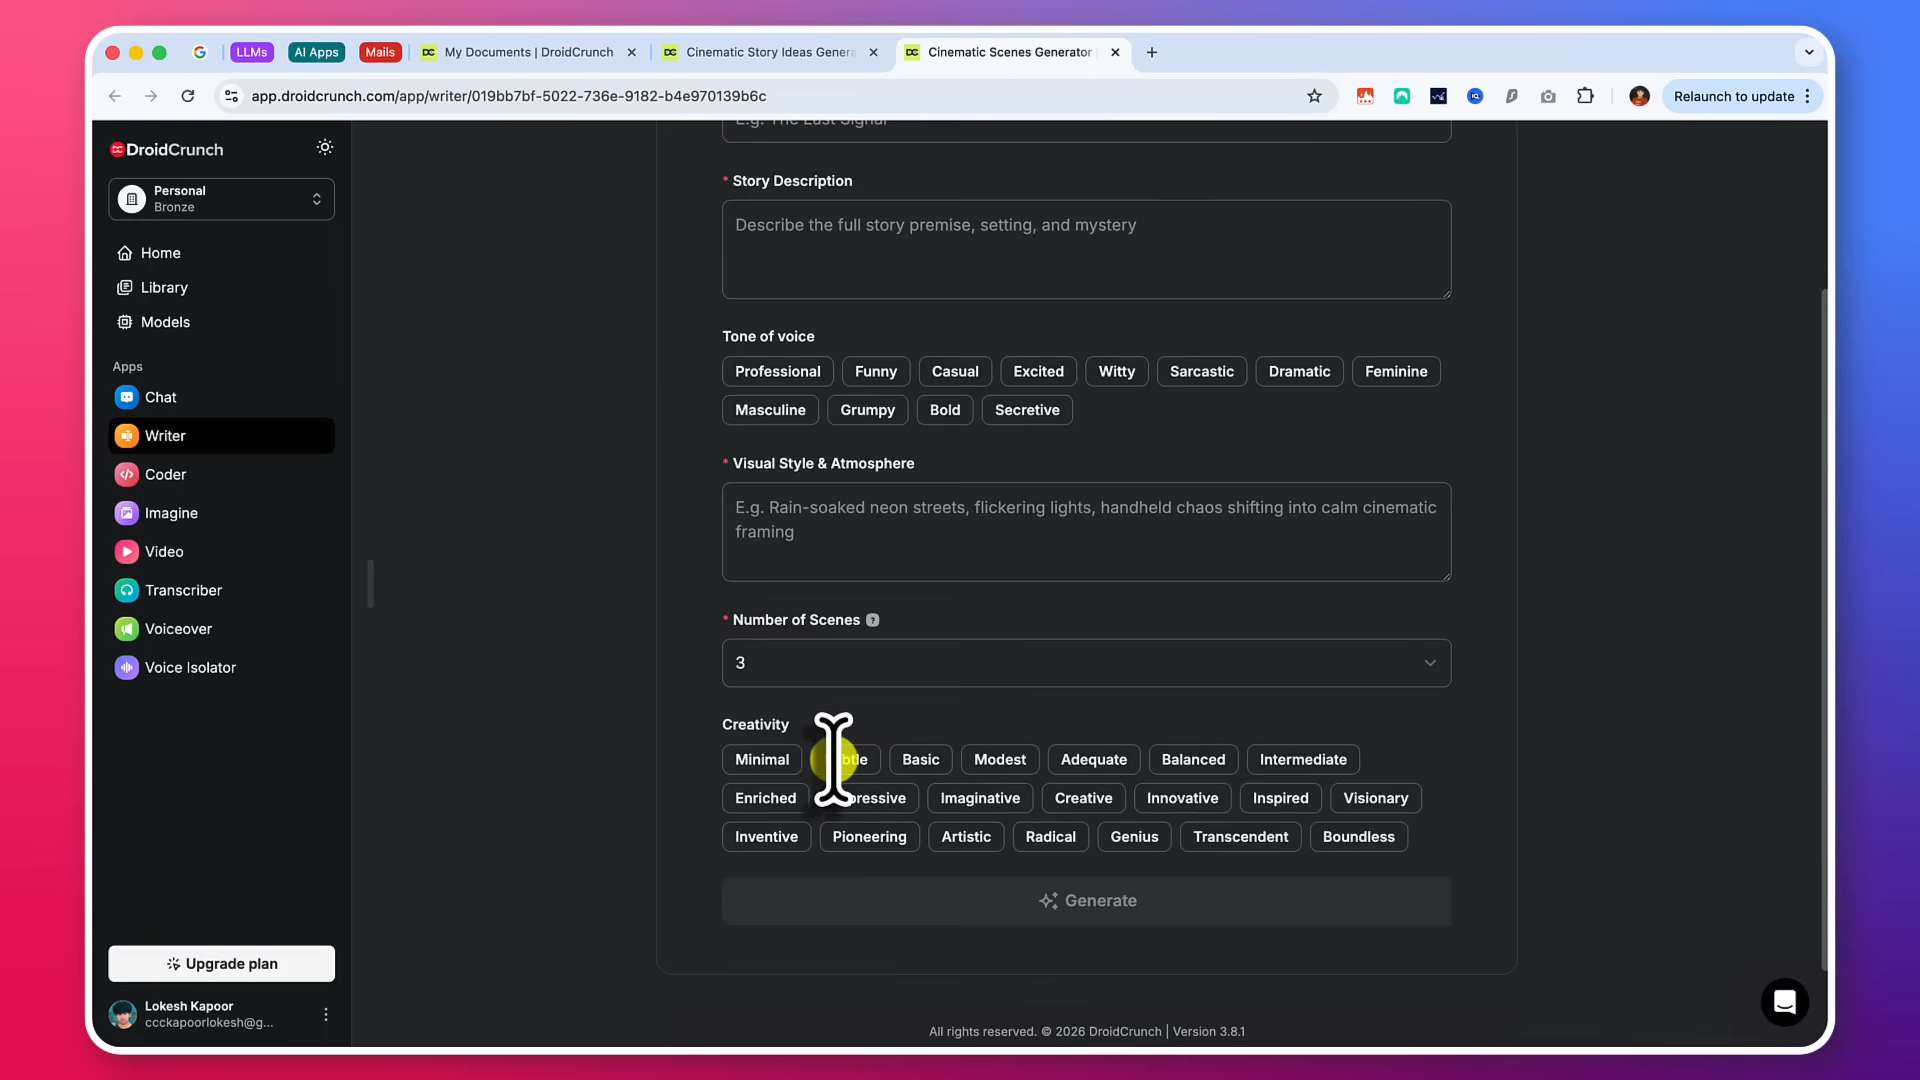 LLMs
AI Apps
Mails
My Documents | DroidCrunch
Cinematic Story Ideas Genera
Cinematic Scenes Generator
app.droidcrunch.com/app/writer/019bb7bf-5022-736e-9182-b4e970139b6c
Relaunch to update
DroidCrunch
Personal
Bronze
Home
Library
Models
Apps
Chat
Writer
Coder
Imagine
Video
Transcriber
Voiceover
Voice Isolator
Upgrade plan
Lokesh Kapoor
ccckapoorlokesh@g...
E.g. The Last Signal
* Story Description
Describe the full story premise, setting, and mystery
Tone of voice
Professional Funny Casual Excited Witty Sarcastic Dramatic Feminine
Masculine Grumpy Bold Secretive
* Visual Style & Atmosphere
E.g. Rain-soaked neon streets, flickering lights, handheld chaos shifting into calm cinematic
framing
* Number of Scenes ?
3
Creativity
Minimal Basic Modest Adequate Balanced Intermediate
Enriched Imaginative Creative Innovative Inspired Visionary
Inventive Pioneering Artistic Radical Genius Transcendent Boundless
Generate
All rights reserved. © 2026 DroidCrunch | Version 3.8.1